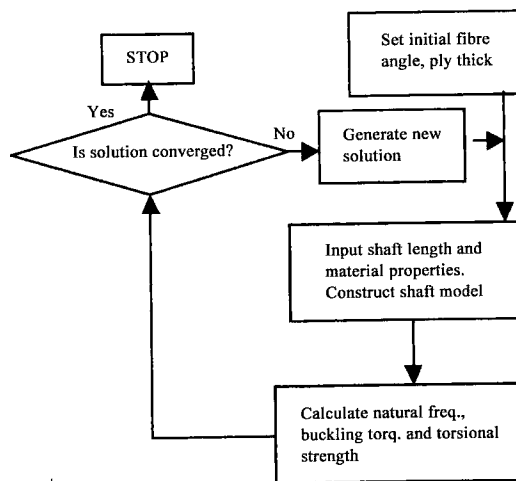 STOP
Set initial fibre
angle, ply thick
Yes
Is solution converged?
No
Generate new
solution
Input shaft length and
material properties.
Construct shaft model
Calculate natural freq.,
buckling torq. and torsional
strength